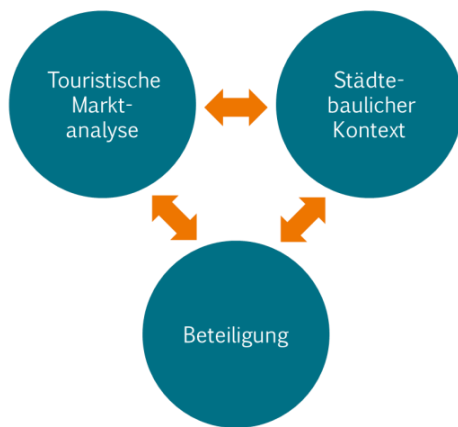 Touristische
Markt-
analyse
Städte-
baulicher
Kontext
Beteiligung